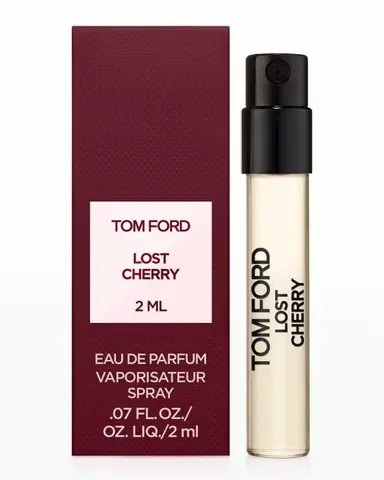 TOM FORD
LOST
CHERRY
2 ML
EAU DE PARFUM
VAPORISATEUR
SPRAY
.07 FL.OZ./
OZ. LIQ./2 ml
TOM FORD
LOST
CHERRY